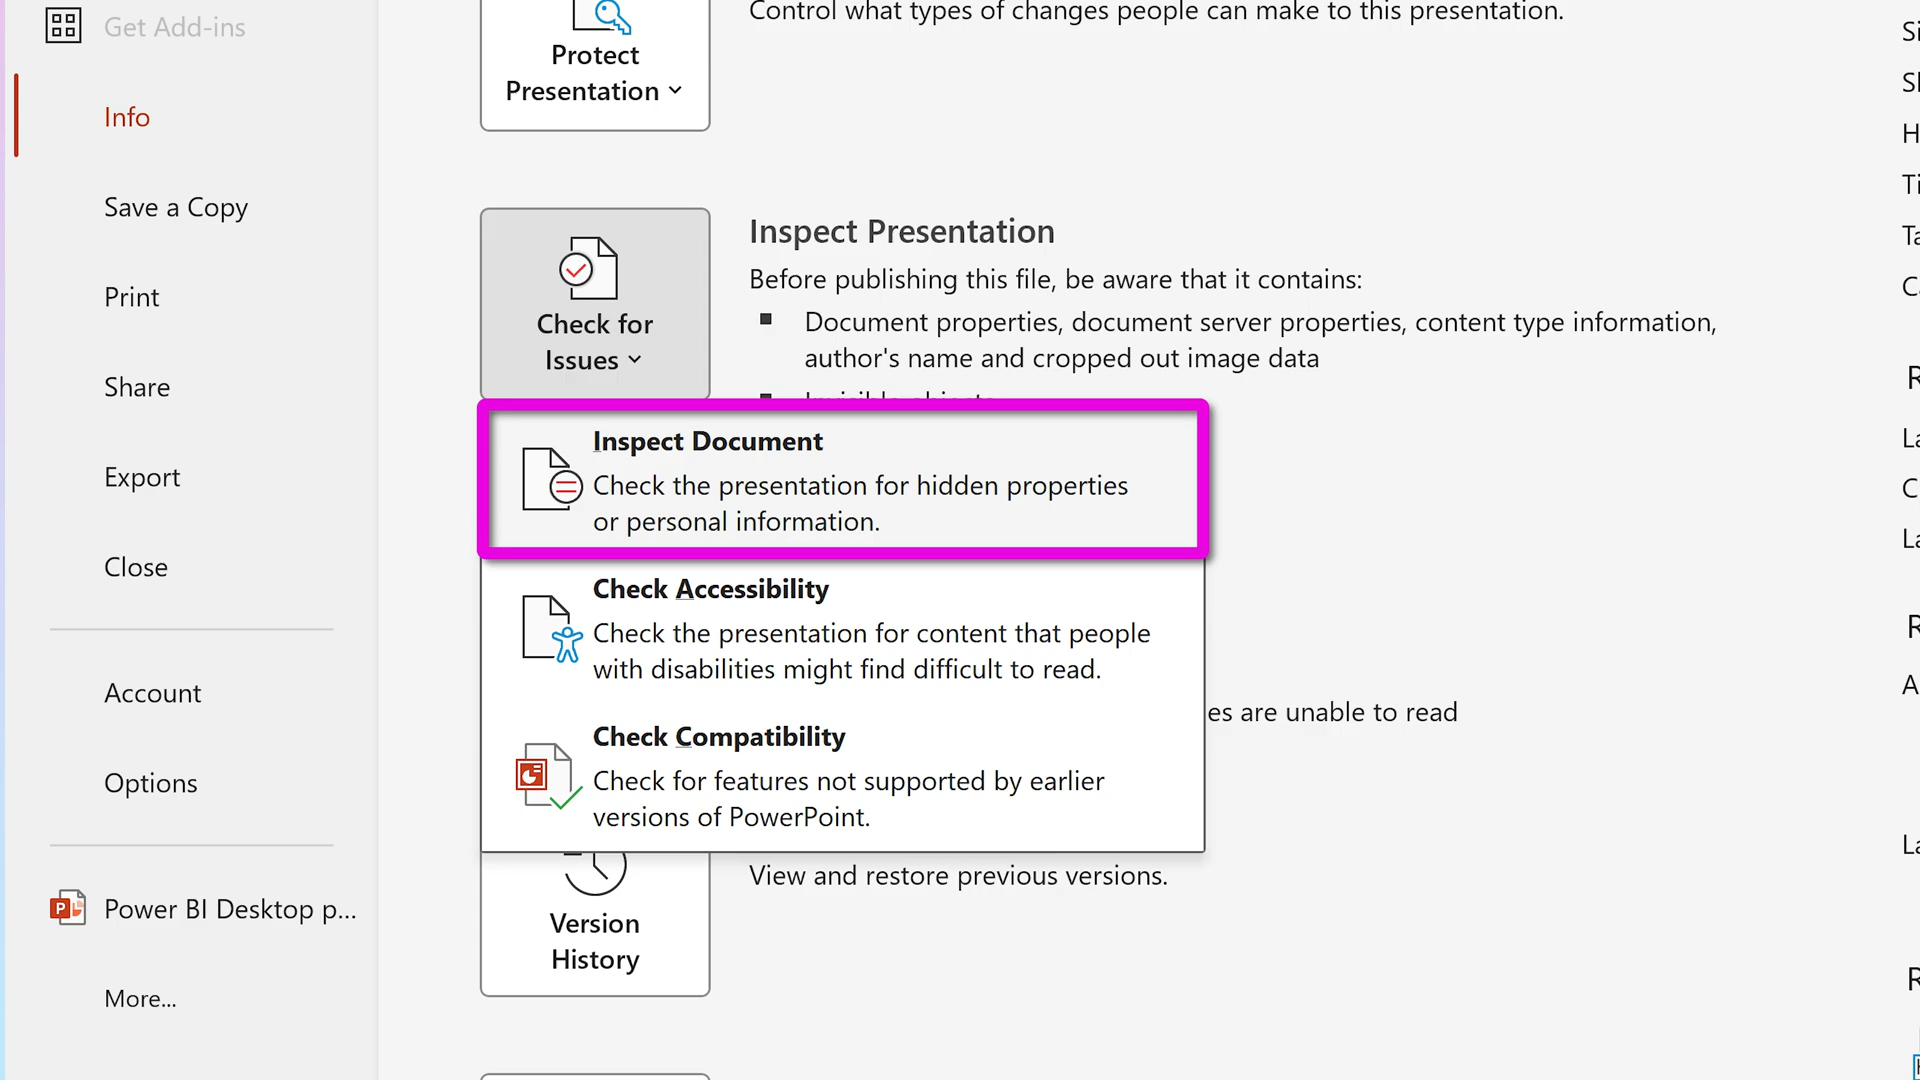 Get Add-ins
Info
Save a Copy
Print
Share
Export
Close
Account
Options
Power BI Desktop p...
More...
Control what types of changes people can make to this presentation.
Protect
Presentation
Check for
Issues
Inspect Presentation
Before publishing this file, be aware that it contains:
Document properties, document server properties, content type information,
author's name and cropped out image data
Inspect Document
Check the presentation for hidden properties
or personal information.
Check Accessibility
Check the presentation for content that people
with disabilities might find difficult to read.
es are unable to read
Check Compatibility
Check for features not supported by earlier
versions of PowerPoint.
View and restore previous versions.
Version
History